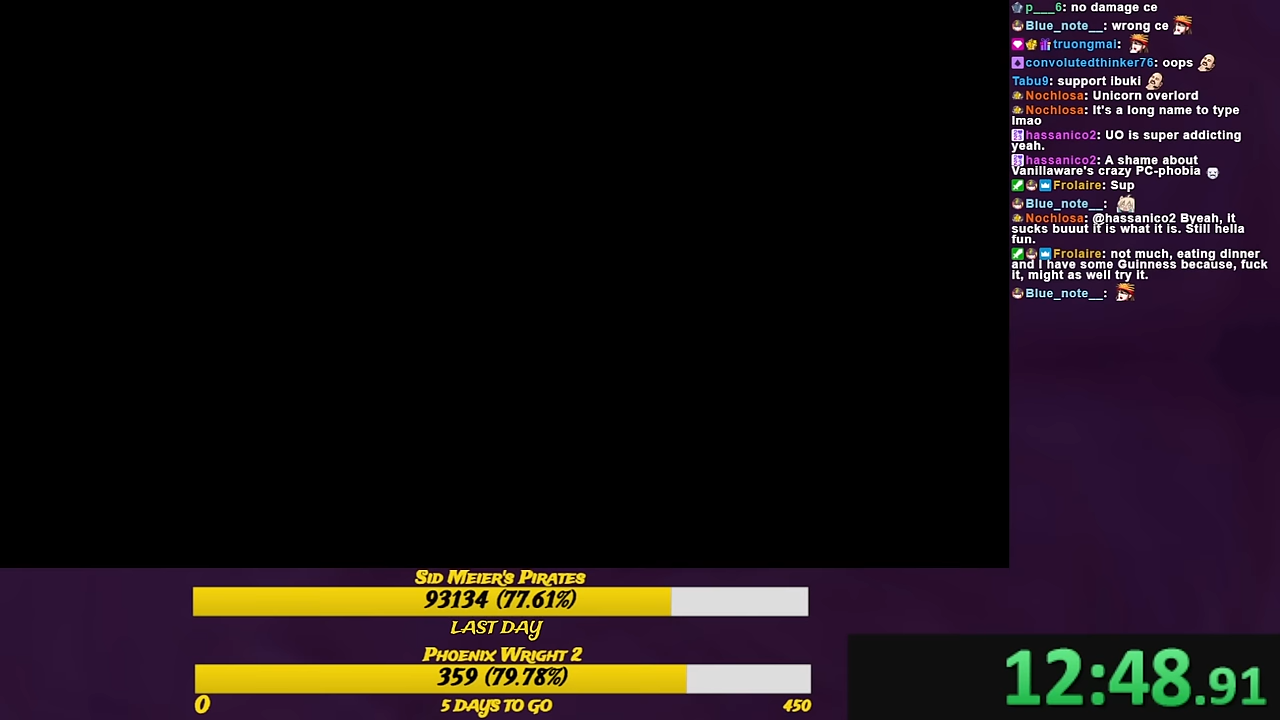 p___6: no damage ce
Blue_note__: wrong ce
truongmai:
convolutedthinker76: oops
Tabu9: support ibuki
Nochlosa: Unicorn overlord
Nochlosa: It's a long name to type
lmao
hassanico2: UO is super addicting
yeah.
hassanico2: A shame about
Vanillaware's crazy PC-phobia
Frolaire: Sup
Blue_note__:
Nochlosa: @hassanico2 Byeah, it
sucks buuut it is what it is. Still hella
fun.
Frolaire: not much, eating dinner
and I have some Guinness because, fuck
it, might as well try it.
Blue_note__:
Sid Meier's Pirates
93134 (77.61%)
LAST DAY
Phoenix Wright 2
359 (79.78%)
0 5 DAYS TO GO 450
12:48.91